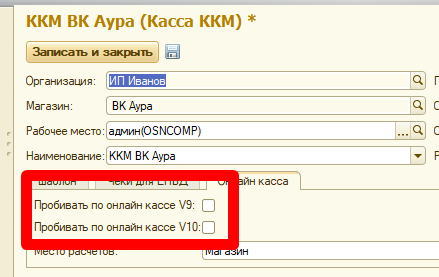 ККМ ВК Аура (Касса ККМ) *
Записать и закрыть
Организация: ИП Иванов
Магазин: ВК Аура
Рабочее место: админ(OSNCOMP) ...
Наименование: ККМ ВК Аура
Шаблон Чеки для ЕНВД Онлайн касса
Пробивать по онлайн кассе V9:
Пробивать по онлайн кассе V10:
Место расчетов: Магазин